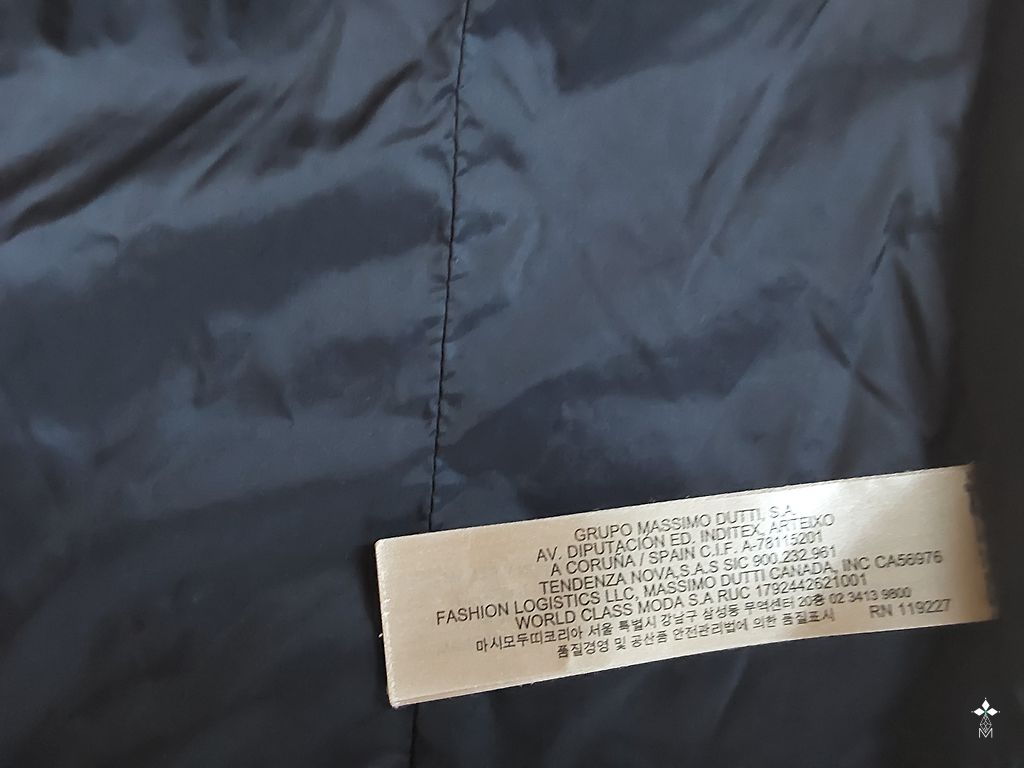 GRUPO MASSIMO DUTTI, S.A.
AV. DIPUTACIÓN ED. INDITEX, ARTEIXO
A CORUÑA / SPAIN C.I.F. A-78115201
TENDENZA NOVA S.A.S SIC 900.232.961
FASHION LOGISTICS LLC, MASSIMO DUTTI CANADA, INC CA56976
WORLD CLASS MODA S.A RUC 1792442621001
마시모두띠코리아 서울 특별시 강남구 삼성동 무역센터 20층 02 3413 9800
품질경영 및 공산품 안전관리법에 의한 품질표시 RN 119227
M